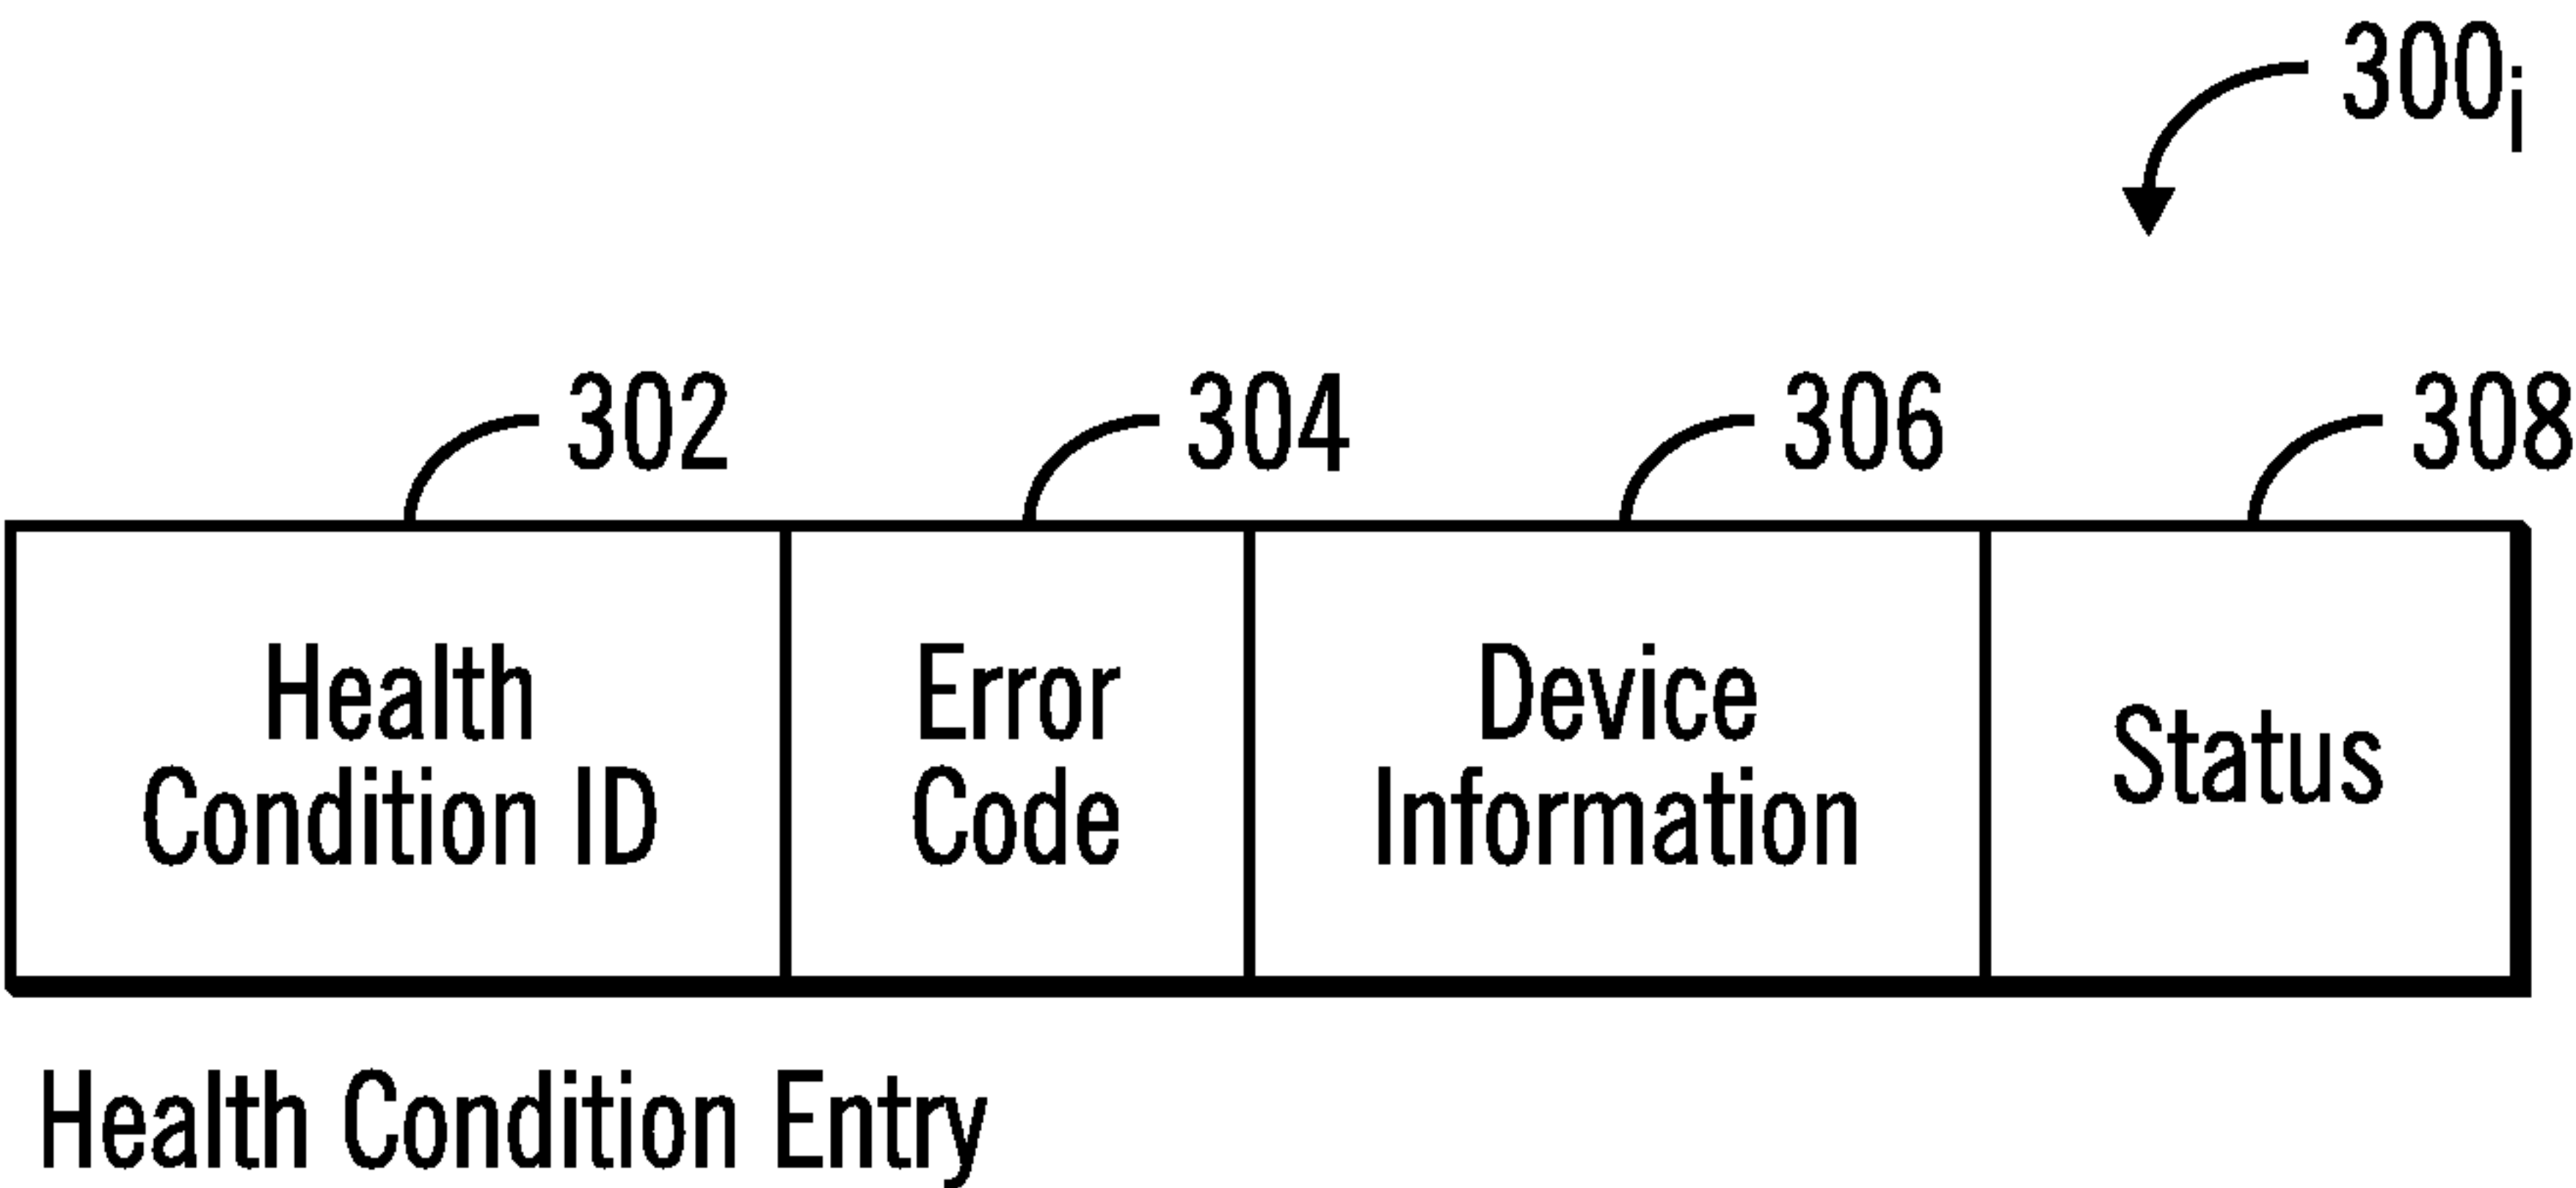 300i
302
304
306
308
Health
Condition ID
Error
Code
Device
Information
Status
Health Condition Entry